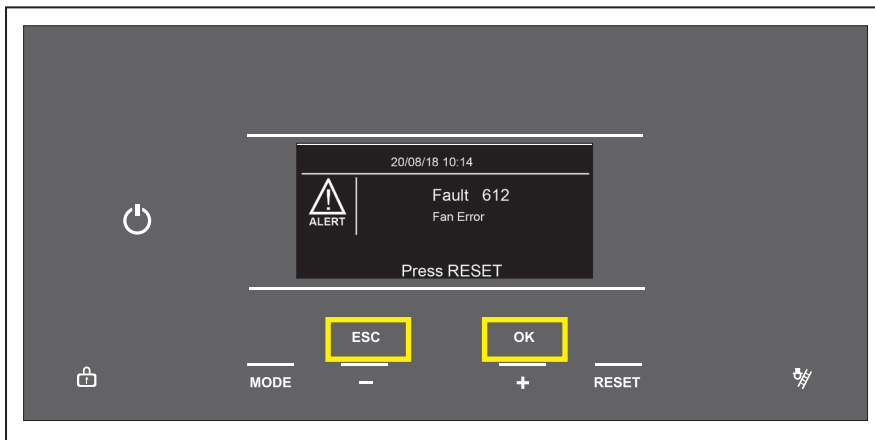 20/08/18 10:14
Fault 612
ALERT
Fan Error
Press RESET
ESC OK
MODE − + RESET